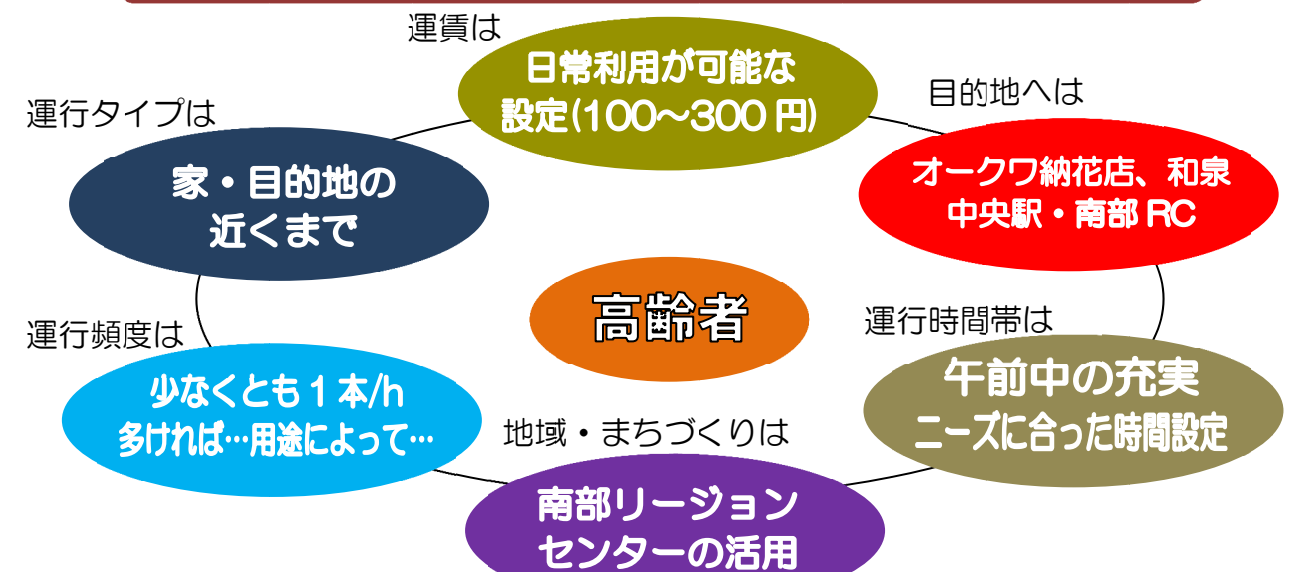 運賃は
日常利用が可能な
設定(100～300円)
目的地へは
オークワ納花店、和泉
中央駅・南部RC
運行タイプは
家・目的地の
近くまで
高齢者
運行時間帯は
午前中の充実
ニーズに合った時間設定
運行頻度は
少なくとも1本/h
多ければ…用途によって…
地域・まちづくりは
南部リージョン
センターの活用